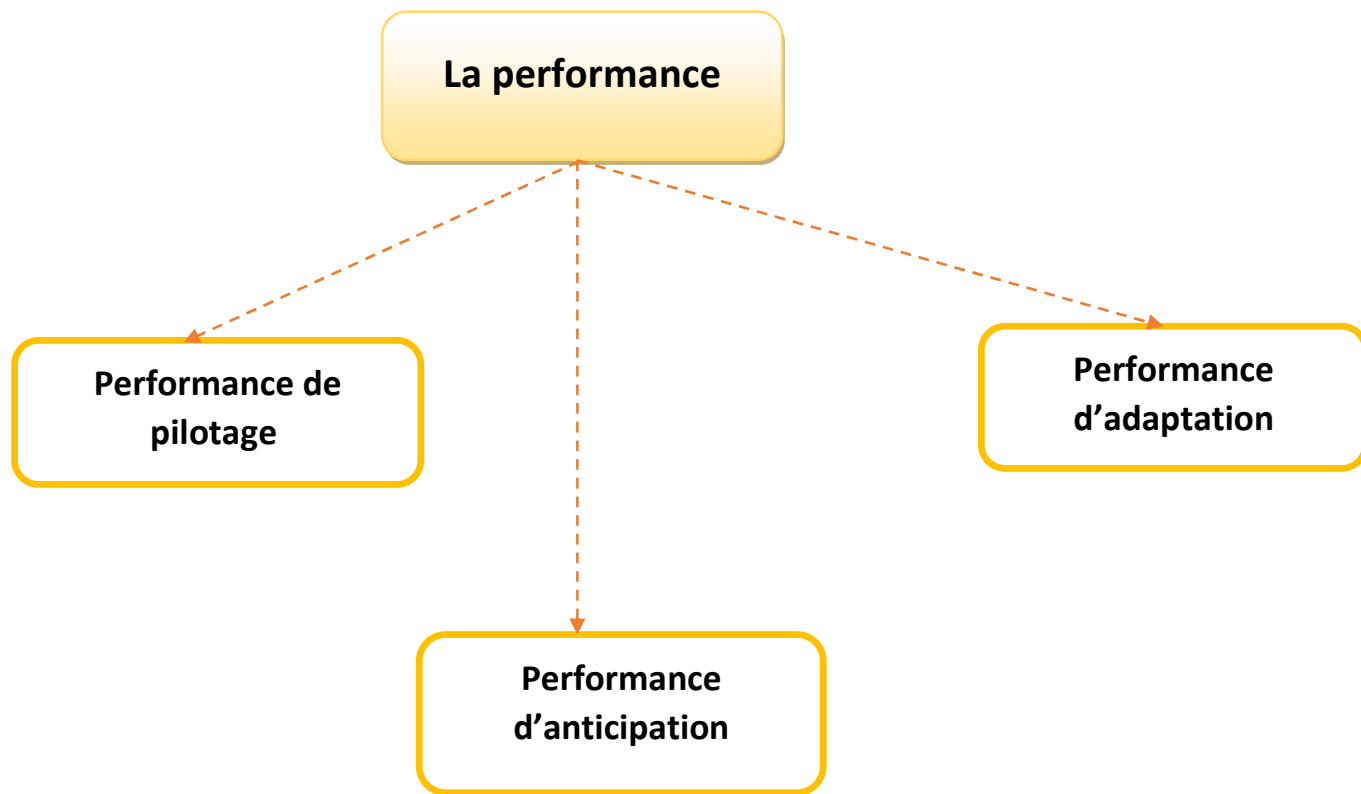 La performance
Performance de
pilotage
Performance
d’adaptation
Performance
d’anticipation